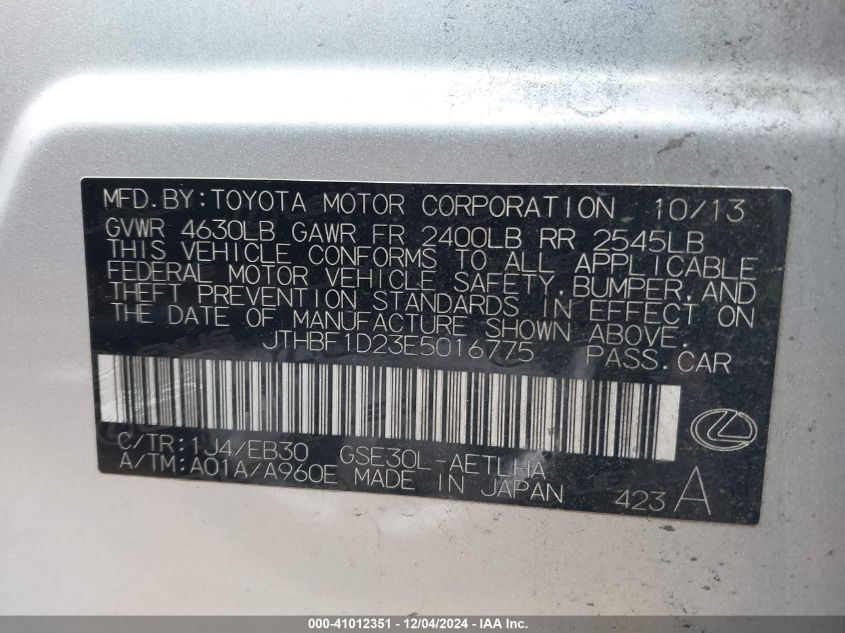 MFD.BY:TOYOTA MOTOR CORPORATION 10/13
GVWR 4630LB GAWR FR 2400LB RR 2545LB
THIS VEHICLE CONFORMS TO ALL APPLICABLE
FEDERAL MOTOR VEHICLE SAFETY,BUMPER,AND
THEFT PREVENTION STANDARDS IN EFFECT ON
THE DATE OF MANUFACTURE SHOWN ABOVE.
JTHBF1D23E5016775 PASS.CAR
C/TR:1J4/EB30 GSE30L-AETLHA
A/TM:A01A/A960E MADE IN JAPAN 423 A
000-41012351 - 12/04/2024 - IAA Inc.